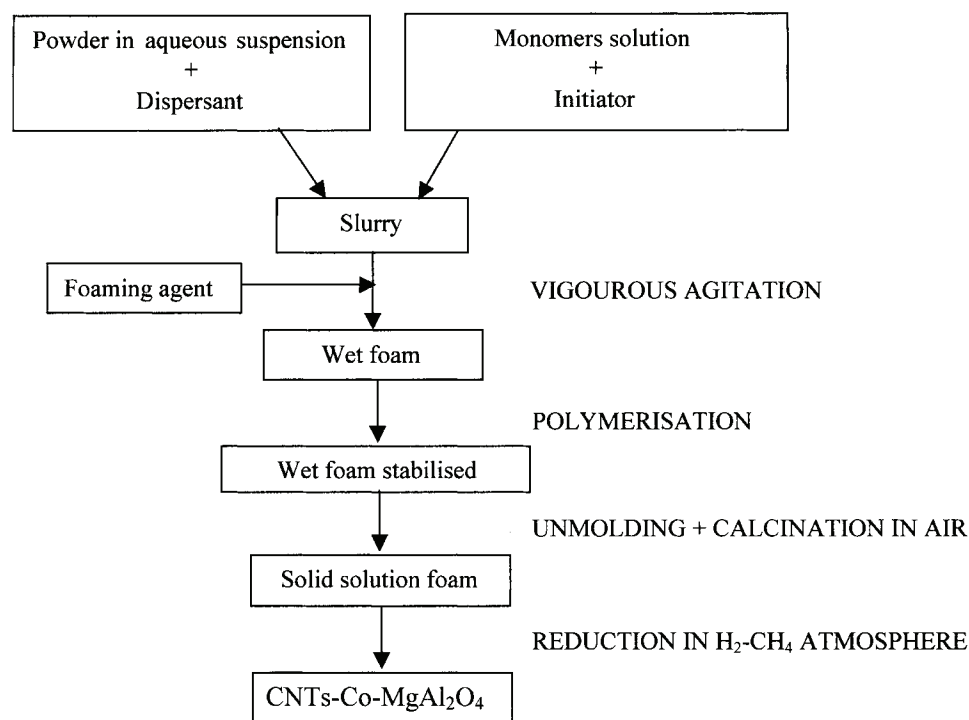 Powder in aqueous suspension
+
Dispersant
Monomers solution
+
Initiator
Slurry
Foaming agent
VIGOUROUS AGITATION
Wet foam
POLYMERISATION
Wet foam stabilised
UNMOLDING + CALCINATION IN AIR
Solid solution foam
REDUCTION IN H₂-CH₄ ATMOSPHERE
CNTs-Co-MgAl₂O₄